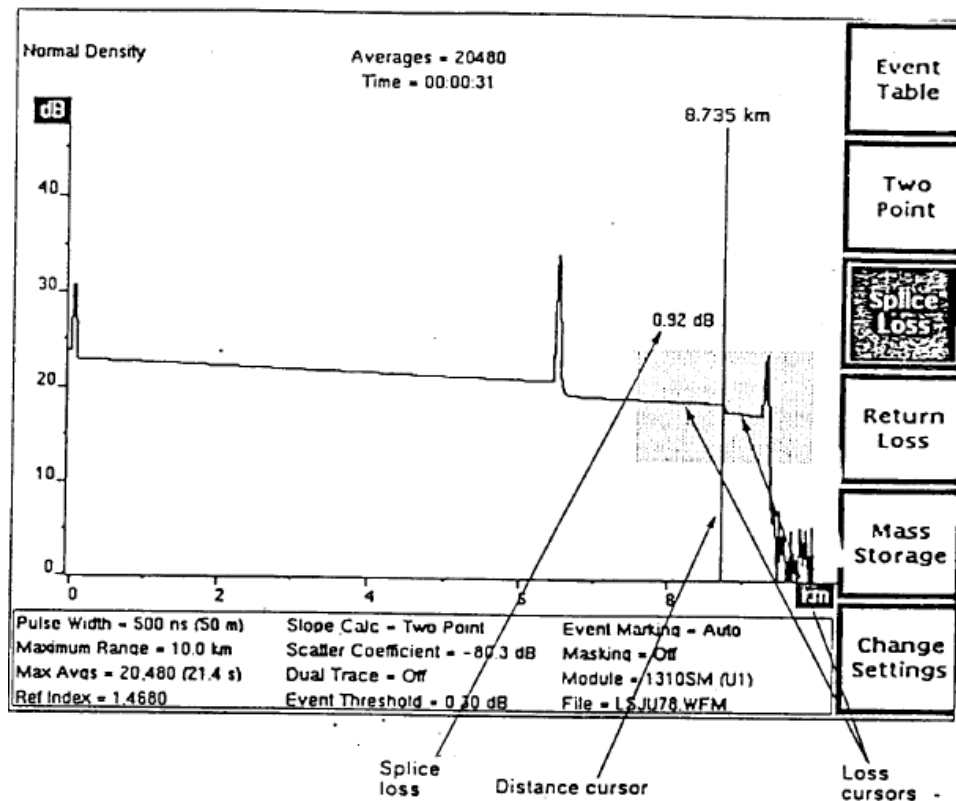 Normal Density
Averages = 20480
Time = 00:00:31
dB
8.735 km
40
30
0.92 dB
20
10
0
0
2
4
6
8
km
Event
Table
Two
Point
Splice
Loss
Return
Loss
Mass
Storage
Change
Settings
Pulse Width = 500 ns (50 m)
Slope Calc = Two Point
Event Marking = Auto
Maximum Range = 10.0 km
Scatter Coefficient = -80.3 dB
Masking = Off
Max Avgs = 20,480 (21.4 s)
Dual Trace = Off
Module = 1310SM (U1)
Ref Index = 1.4680
Event Threshold = 0.30 dB
File = LSJU78.WFM
Splice
loss
Distance cursor
Loss
cursors